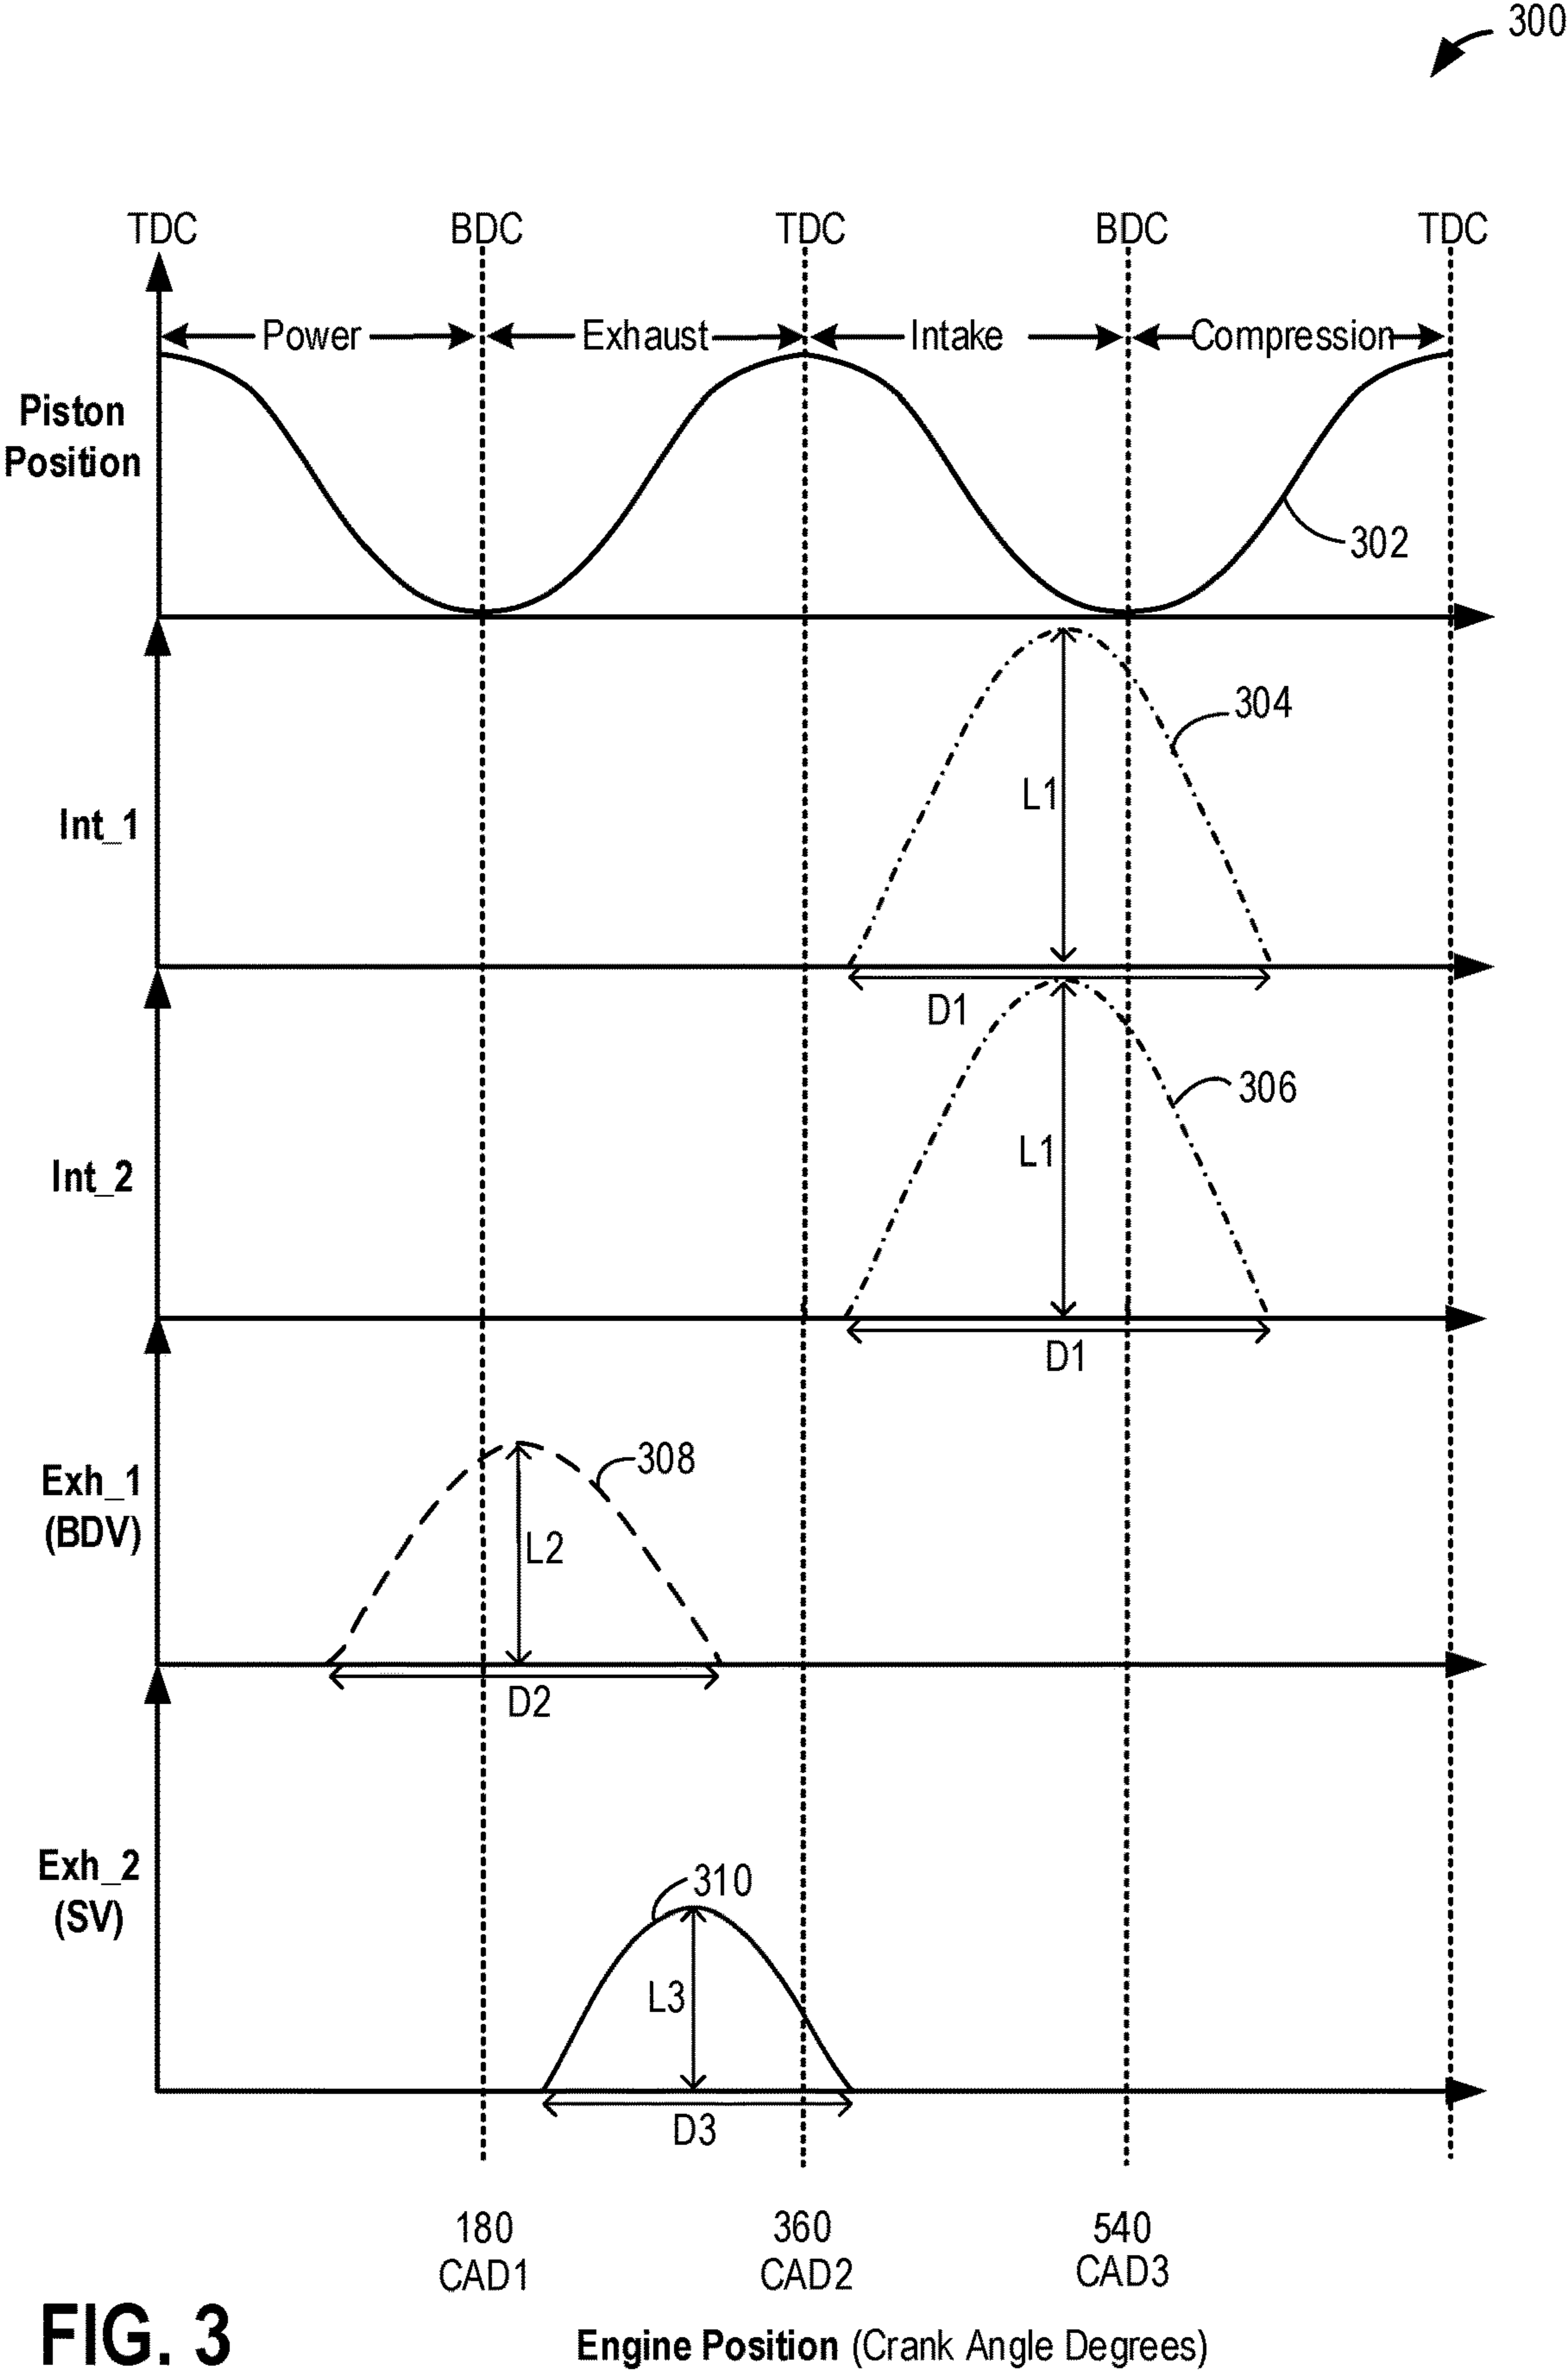 300
TDC BDC TDC BDC TDC
Power Exhaust Intake Compression
Piston
Position
302
304
L1
Int_1
D1
306
L1
Int_2
D1
308
Exh_1
(BDV)
L2
D2
310
Exh_2
(SV)
L3
D3
180 360 540
CAD1 CAD2 CAD3
FIG. 3
Engine Position (Crank Angle Degrees)